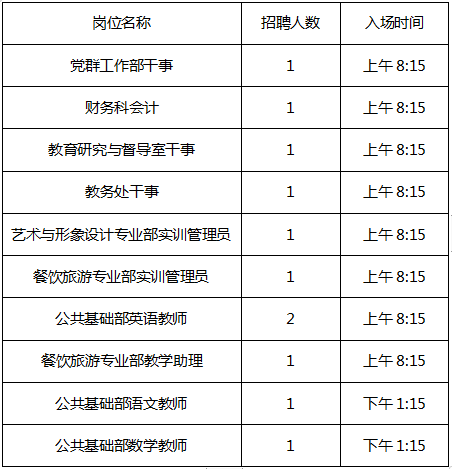 岗位名称 招聘人数 入场时间
党群工作部干事 1 上午 8:15
财务科会计 1 上午 8:15
教育研究与督导室干事 1 上午 8:15
教务处干事 1 上午 8:15
艺术与形象设计专业部实训管理员 1 上午 8:15
餐饮旅游专业部实训管理员 1 上午 8:15
公共基础部英语教师 2 上午 8:15
餐饮旅游专业部教学助理 1 上午 8:15
公共基础部语文教师 1 下午 1:15
公共基础部数学教师 1 下午 1:15